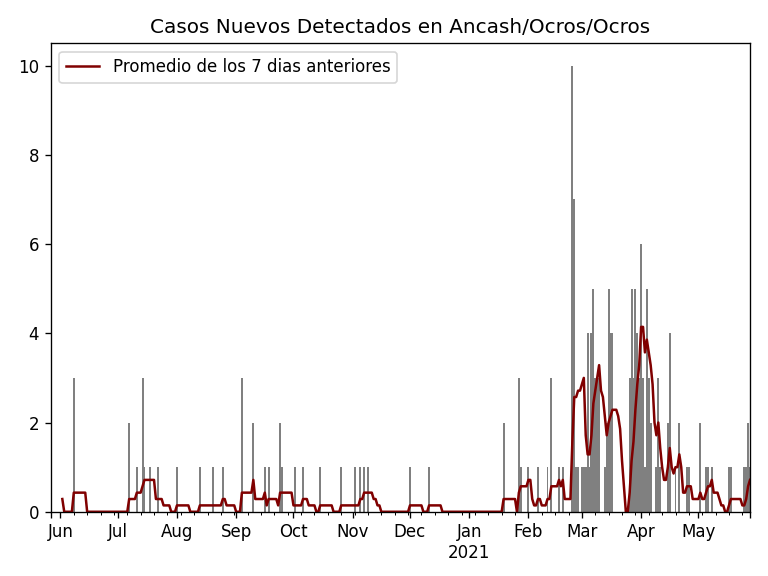 Casos Nuevos Detectados en Ancash/Ocros/Ocros
Promedio de los 7 dias anteriores
10
8
6
4
2
0
Jun Jul Aug Sep Oct Nov Dec Jan Feb Mar Apr May
2021